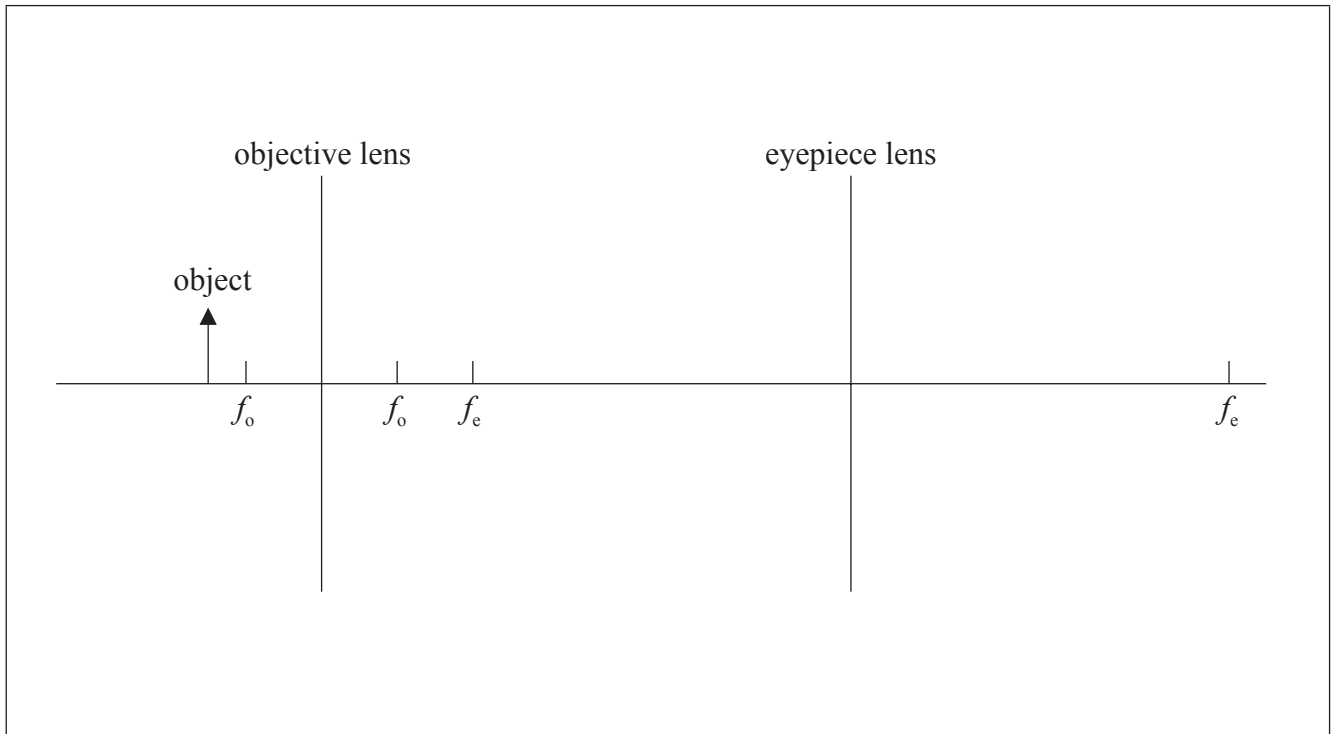 objective lens
eyepiece lens
object
fₒ
fₒ
fₑ
fₑ